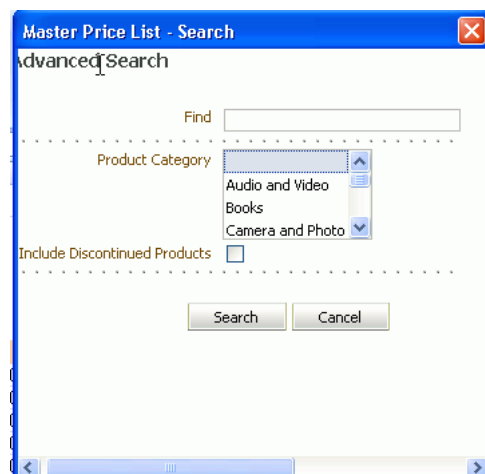 Master Price List - Search
Advanced Search
Find
Product Category
Audio and Video
Books
Camera and Photo
Include Discontinued Products
Search Cancel